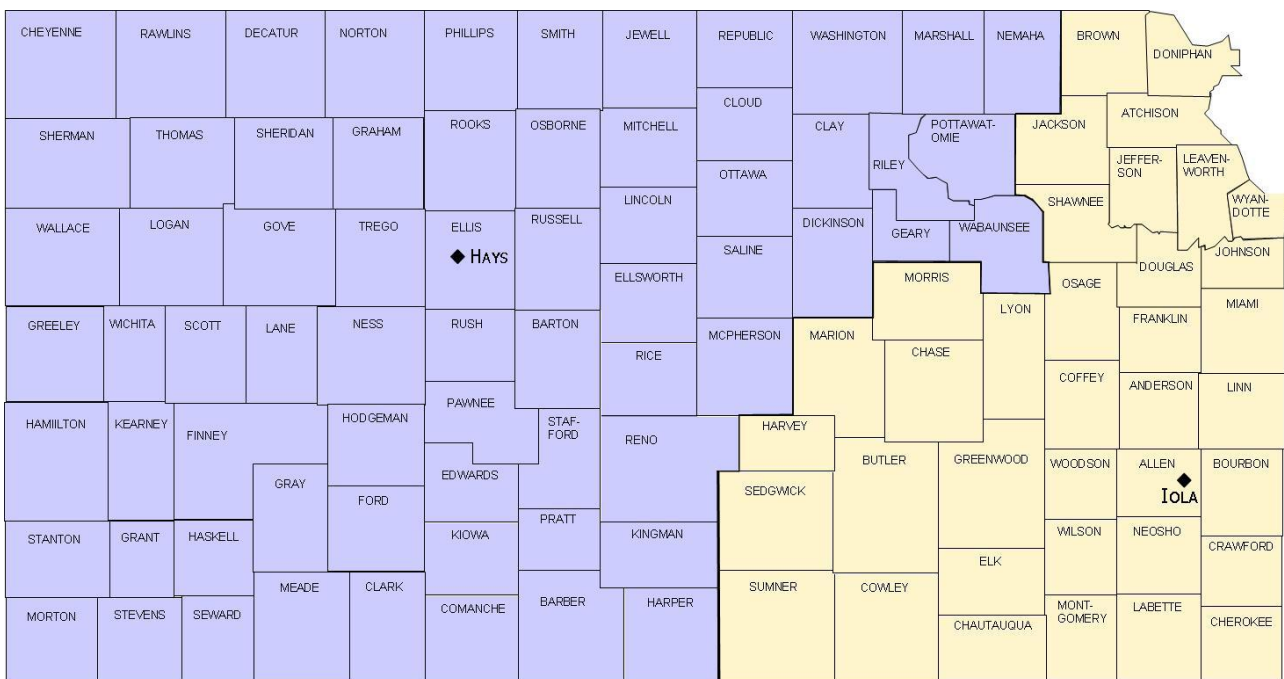 CHEYENNE
RAWLINS
DECATUR
NORTON
PHILLIPS
SMITH
JEWELL
REPUBLIC
WASHINGTON
MARSHALL
NEMAHA
BROWN
DONIPHAN
CLOUD
ATCHISON
SHERMAN
THOMAS
SHERIDAN
GRAHAM
ROOKS
OSBORNE
MITCHELL
CLAY
RILEY
POTTAWAT-
OMIE
JACKSON
JEFFER-
SON
LEAVEN-
WORTH
OTTAWA
LINCOLN
SHAWNEE
WYAN-
DOTTE
WALLACE
LOGAN
GOVE
TREGO
ELLIS
HAYS
RUSSELL
DICKINSON
GEARY
WABAUNSEE
SALINE
ELLSWORTH
MORRIS
OSAGE
DOUGLAS
JOHNSON
GREELEY
WICHITA
SCOTT
LANE
NESS
RUSH
BARTON
RICE
MCPHERSON
MARION
CHASE
LYON
FRANKLIN
MIAMI
COFFEY
ANDERSON
LINN
HAMIILTON
KEARNEY
FINNEY
HODGEMAN
PAWNEE
STAF-
FORD
RENO
HARVEY
BUTLER
GREENWOOD
WOODSON
ALLEN
IOLA
BOURBON
GRAY
FORD
EDWARDS
SEDGWICK
STANTON
GRANT
HASKELL
KIOWA
PRATT
KINGMAN
WILSON
NEOSHO
CRAWFORD
ELK
MEADE
CLARK
COMANCHE
BARBER
HARPER
SUMNER
COWLEY
MORTON
STEVENS
SEWARD
CHAUTAUQUA
MONT-
GOMERY
LABETTE
CHEROKEE